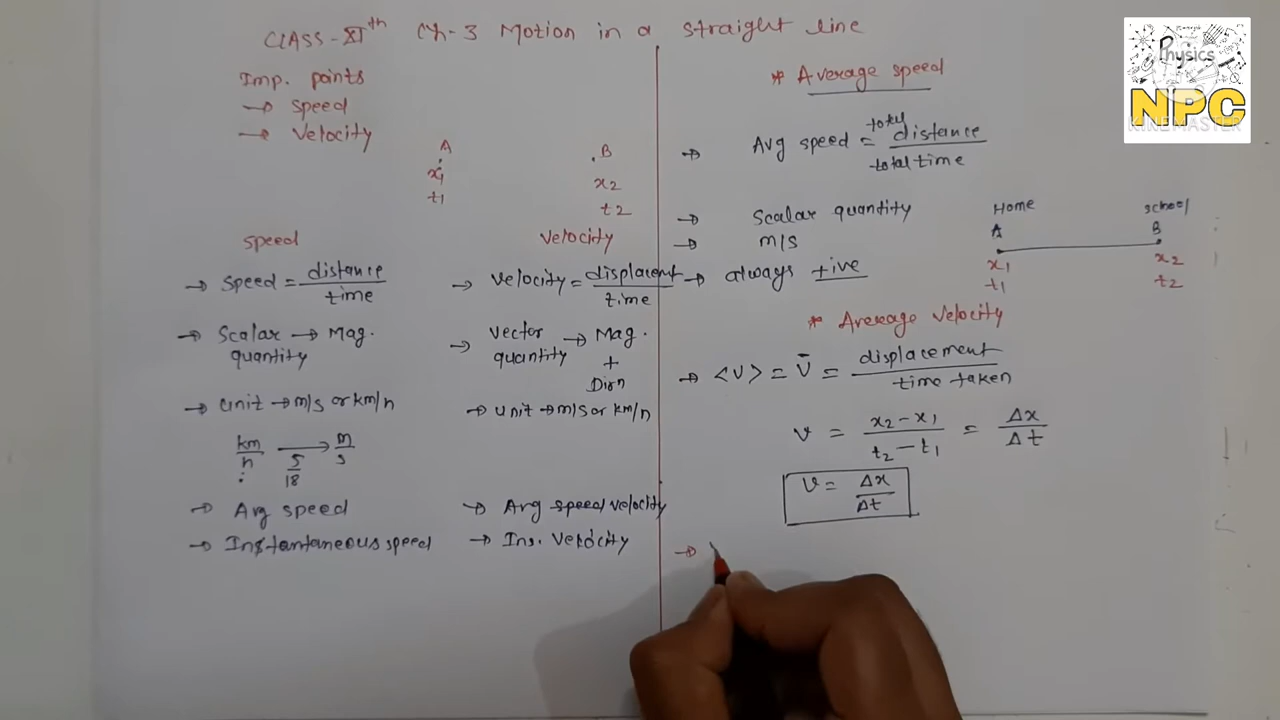 CLASS-XIth Ch-3 Motion in a straight line
Imp. points
→ Speed
→ Velocity
A
x1
t1
. B
x2
t2
Speed
→ Speed = distance / time
→ Scalar → Mag.
quantity
→ Unit → m/s or km/h
km/h → m/s
5/18
→ Avg speed
→ Instantaneous speed
Velocity
→ Velocity = displacent / time
→ Vector quantity → Mag.
+
Dirn
→ Unit → m/s or km/h
→ Avg speed velocity
→ Ins. Velocity
* Average speed
→ Avg speed = total distance / total time
→ Scalar quantity
→ m/s
→ always +ive
Home
A
x1
t1
School
B
x2
t2
* Average Velocity
→ <v> = v̄ = displacement / time taken
v = x2 - x1 / t2 - t1 = Δx / Δt
v = Δx / Δt
→
Physics
NPC
KINEMASTER